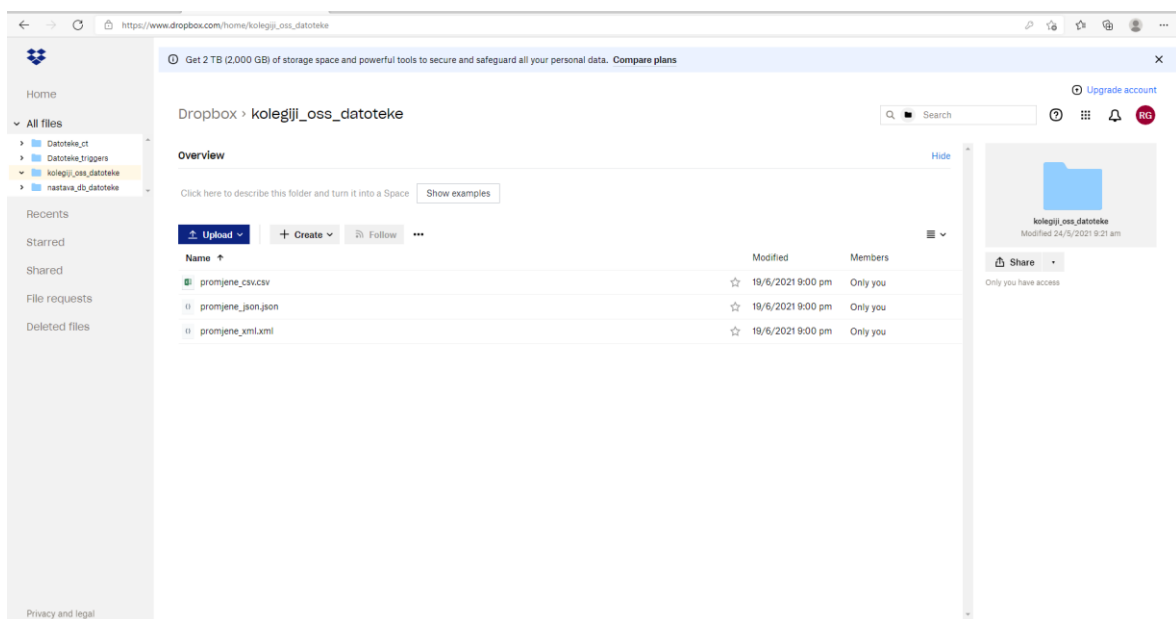 https://www.dropbox.com/home/kolegiji_oss_datoteke
Get 2 TB (2,000 GB) of storage space and powerful tools to secure and safeguard all your personal data. Compare plans
Home
Upgrade account
Dropbox > kolegiji_oss_datoteke
Search
RG
All files
Datoteke_ct
Datoteke_triggers
kolegiji_oss_datoteke
nastava_db_datoteke
Recents
Starred
Shared
File requests
Deleted files
Privacy and legal
Overview
Hide
Click here to describe this folder and turn it into a Space Show examples
Upload Create Follow
Name Modified Members
promjene_csv.csv 19/6/2021 9:00 pm Only you
promjene_json.json 19/6/2021 9:00 pm Only you
promjene_xml.xml 19/6/2021 9:00 pm Only you
kolegiji_oss_datoteke
Modified 24/5/2021 9:21 am
Share
Only you have access